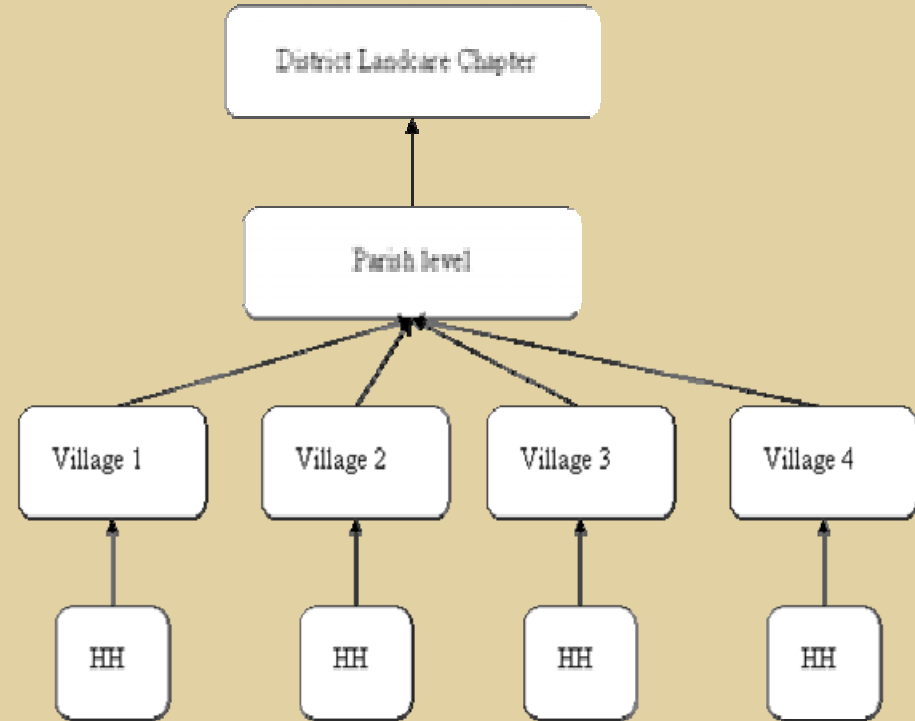 District Landcare Chapter
Parish level
Village 1
Village 2
Village 3
Village 4
HH
HH
HH
HH